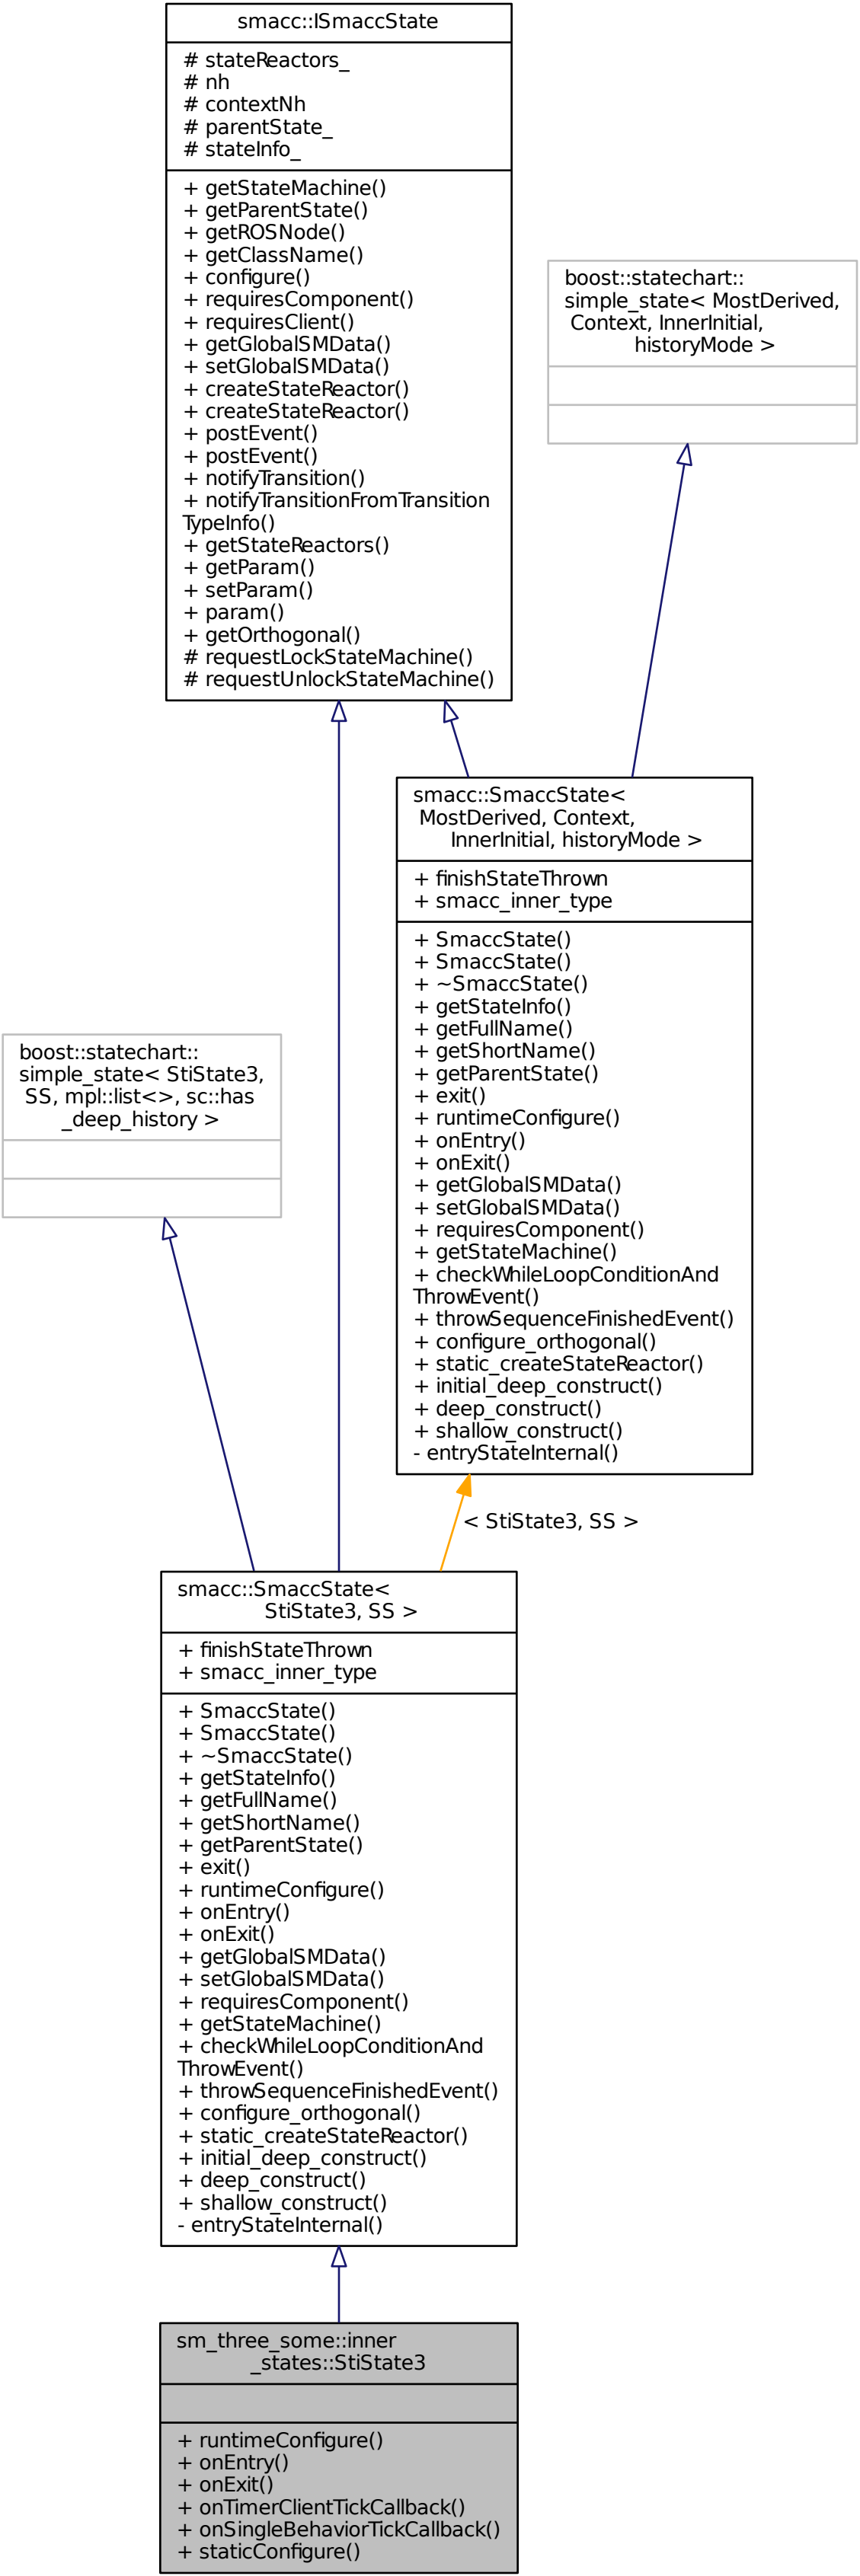 smacc::ISmaccState
# stateReactors_
# nh
# contextNh
# parentState_
# stateInfo_
+ getStateMachine()
+ getParentState()
+ getROSNode()
+ getClassName()
+ configure()
+ requiresComponent()
+ requiresClient()
+ getGlobalSMData()
+ setGlobalSMData()
+ createStateReactor()
+ createStateReactor()
+ postEvent()
+ postEvent()
+ notifyTransition()
+ notifyTransitionFromTransition
TypeInfo()
+ getStateReactors()
+ getParam()
+ setParam()
+ param()
+ getOrthogonal()
# requestLockStateMachine()
# requestUnlockStateMachine()
boost::statechart::
simple_state< MostDerived,
Context, InnerInitial,
historyMode >
smacc::SmaccState<
MostDerived, Context,
InnerInitial, historyMode >
+ finishStateThrown
+ smacc_inner_type
+ SmaccState()
+ SmaccState()
+ ~SmaccState()
+ getStateInfo()
+ getFullName()
+ getShortName()
+ getParentState()
+ exit()
+ runtimeConfigure()
+ onEntry()
+ onExit()
+ getGlobalSMData()
+ setGlobalSMData()
+ requiresComponent()
+ getStateMachine()
+ checkWhileLoopConditionAnd
ThrowEvent()
+ throwSequenceFinishedEvent()
+ configure_orthogonal()
+ static_createStateReactor()
+ initial_deep_construct()
+ deep_construct()
+ shallow_construct()
- entryStateInternal()
boost::statechart::
simple_state< StiState3,
SS, mpl::list<>, sc::has
_deep_history >
< StiState3, SS >
smacc::SmaccState<
StiState3, SS >
+ finishStateThrown
+ smacc_inner_type
+ SmaccState()
+ SmaccState()
+ ~SmaccState()
+ getStateInfo()
+ getFullName()
+ getShortName()
+ getParentState()
+ exit()
+ runtimeConfigure()
+ onEntry()
+ onExit()
+ getGlobalSMData()
+ setGlobalSMData()
+ requiresComponent()
+ getStateMachine()
+ checkWhileLoopConditionAnd
ThrowEvent()
+ throwSequenceFinishedEvent()
+ configure_orthogonal()
+ static_createStateReactor()
+ initial_deep_construct()
+ deep_construct()
+ shallow_construct()
- entryStateInternal()
sm_three_some::inner
_states::StiState3
+ runtimeConfigure()
+ onEntry()
+ onExit()
+ onTimerClientTickCallback()
+ onSingleBehaviorTickCallback()
+ staticConfigure()